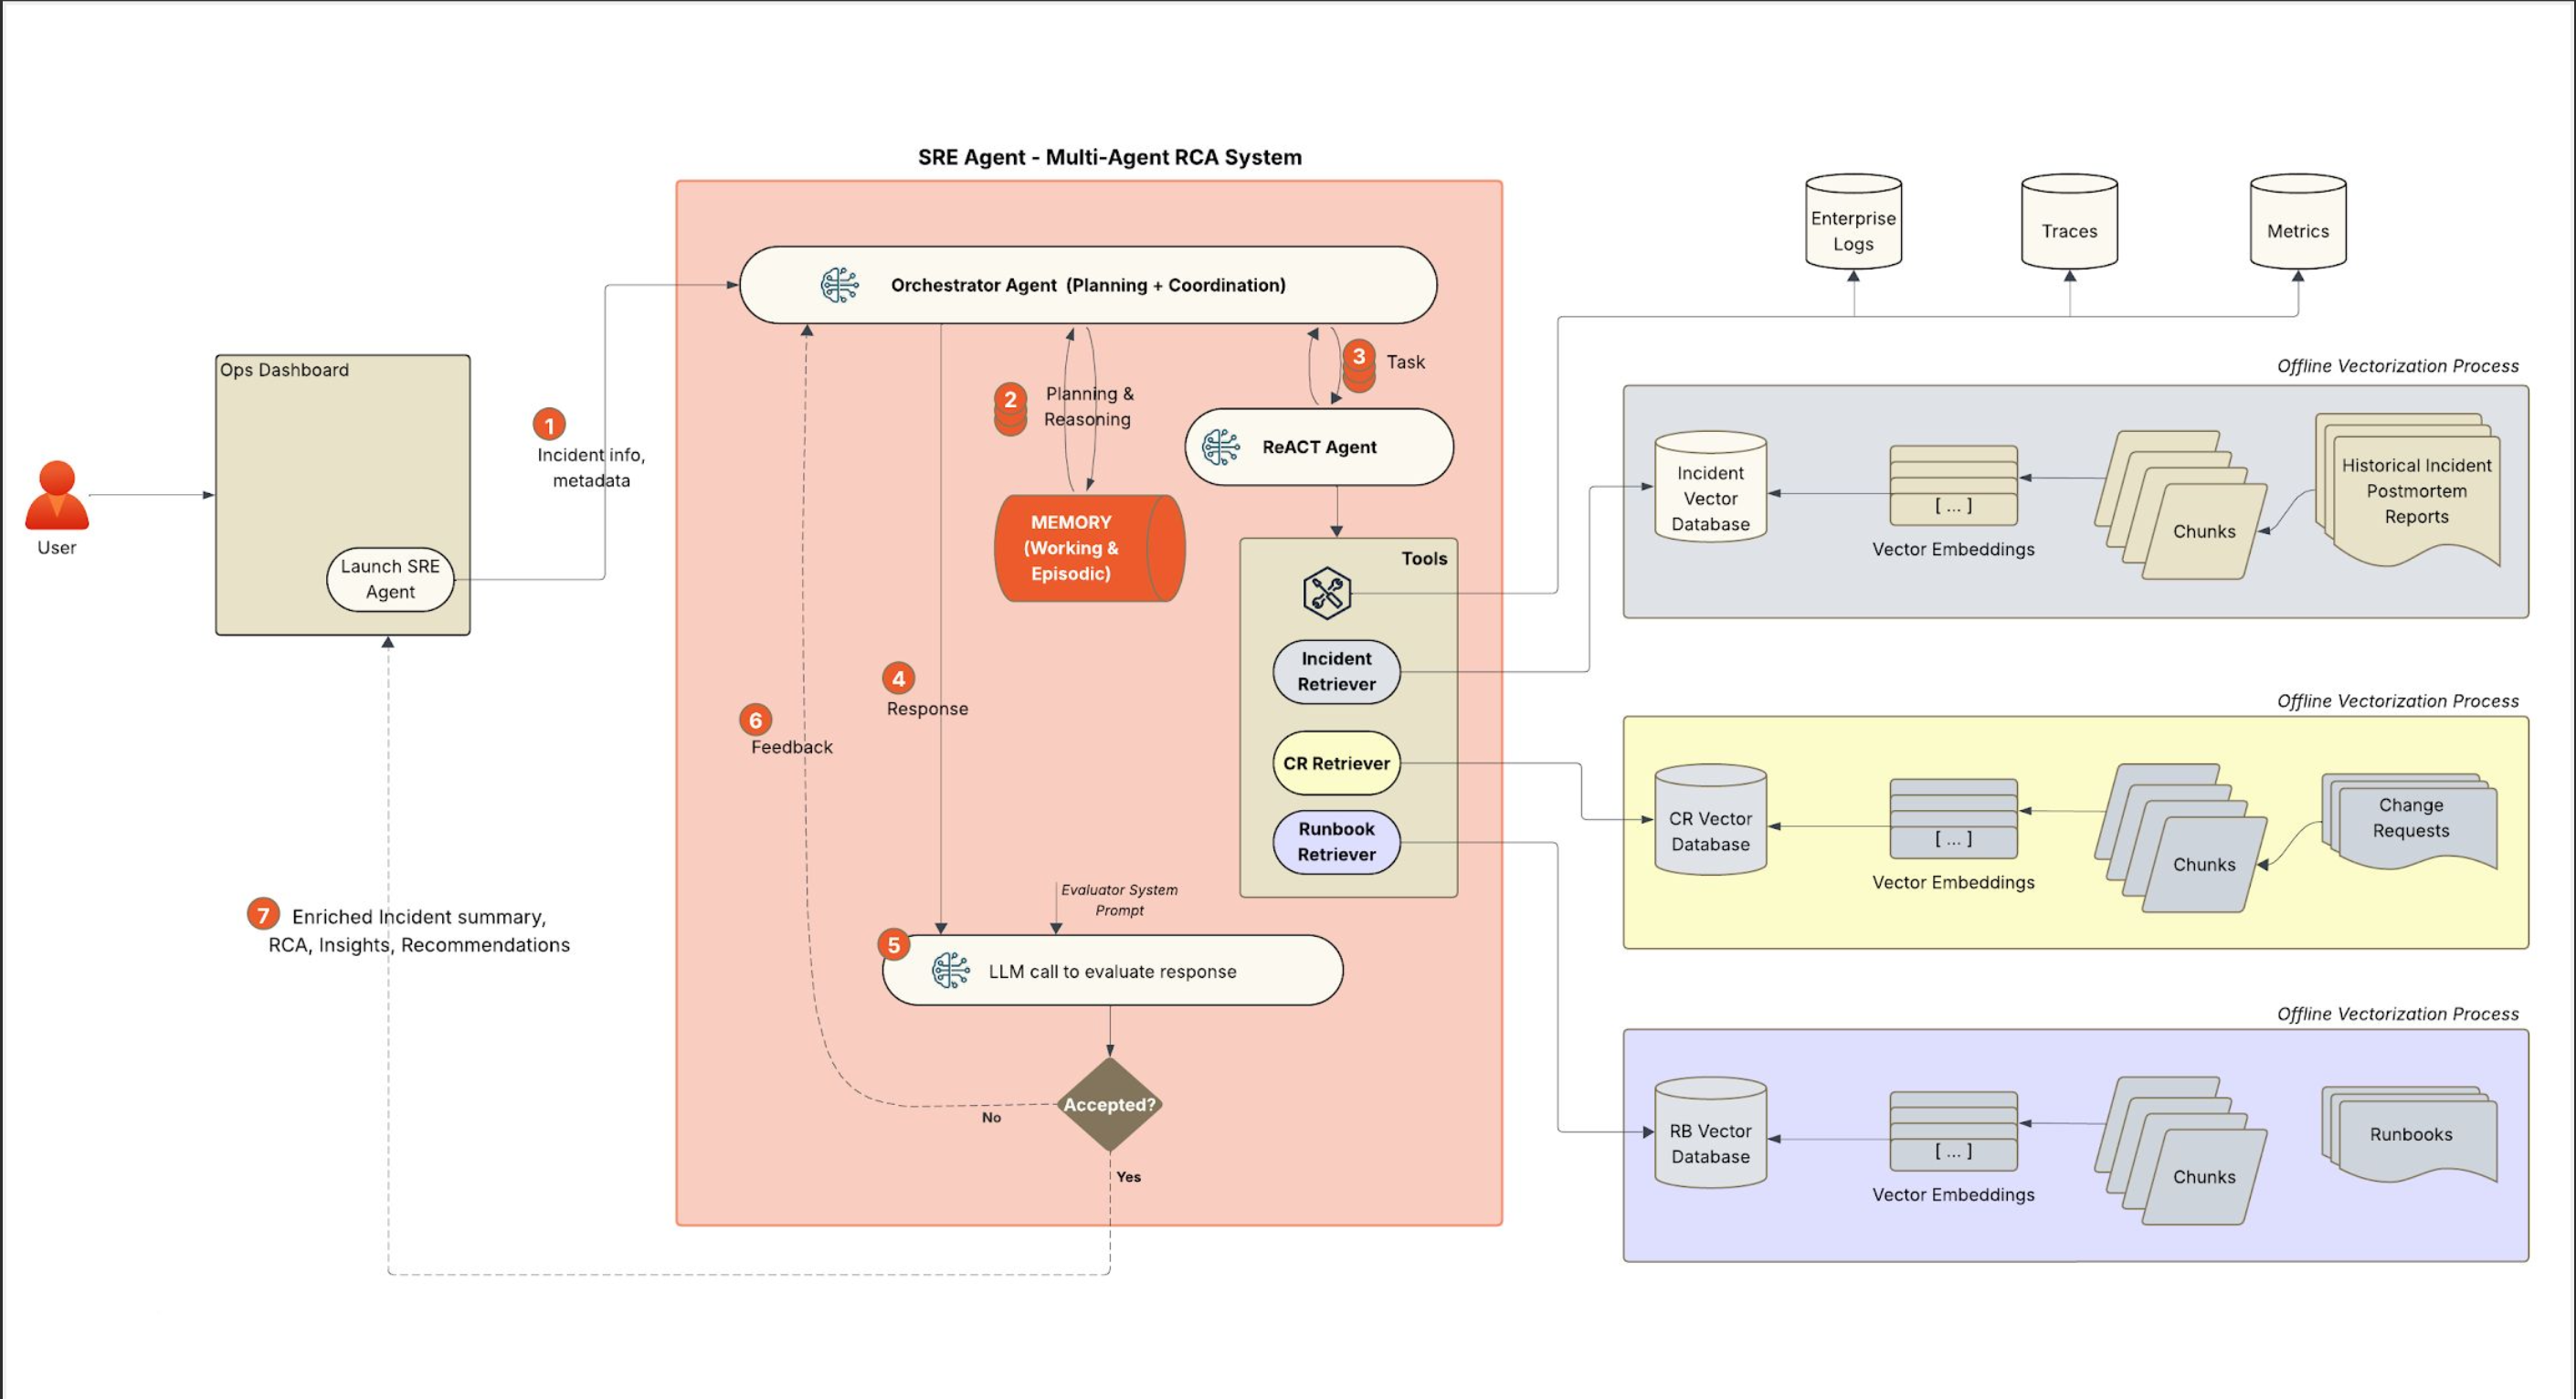 SRE Agent - Multi-Agent RCA System
Enterprise
Logs
Traces
Metrics
Orchestrator Agent (Planning + Coordination)
Ops Dashboard
Launch SRE
Agent
User
1
Incident info,
metadata
2
Planning &
Reasoning
3
Task
ReACT Agent
MEMORY
(Working &
Episodic)
Tools
Incident
Retriever
CR Retriever
Runbook
Retriever
4
Response
6
Feedback
Evaluator System
Prompt
5
LLM call to evaluate response
Accepted?
No
Yes
7
Enriched Incident summary,
RCA, Insights, Recommendations
Offline Vectorization Process
Incident
Vector
Database
[ ... ]
Vector Embeddings
Chunks
Historical Incident
Postmortem
Reports
Offline Vectorization Process
CR Vector
Database
[ ... ]
Vector Embeddings
Chunks
Change
Requests
Offline Vectorization Process
RB Vector
Database
[ ... ]
Vector Embeddings
Chunks
Runbooks